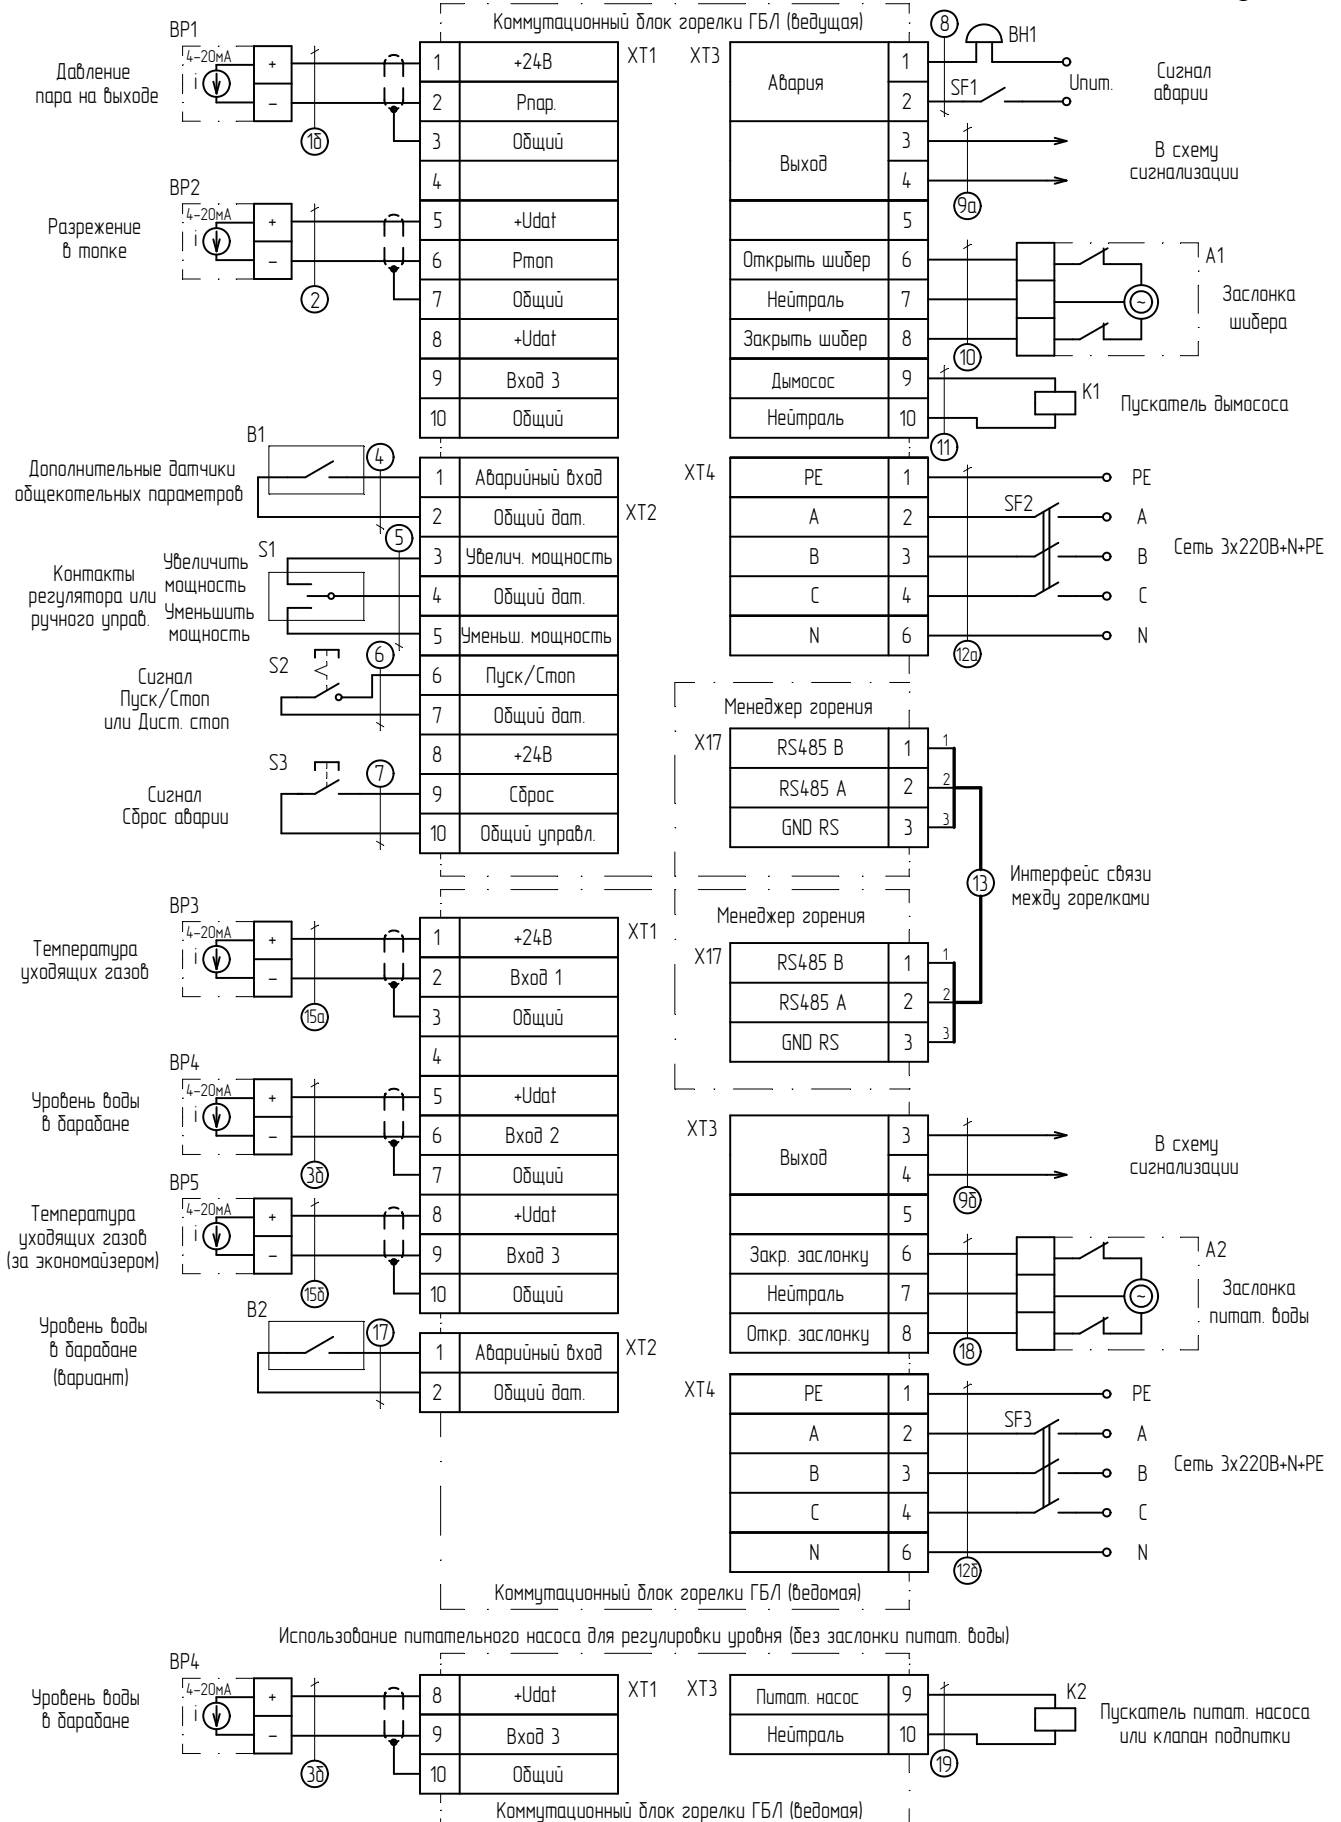 Коммутационный блок горелки ГБЛ (ведущая)
BP1
4-20мА
i
+
−
Давление
пара на выходе
1б
1 +24В
2 Рпар.
3 Общий
4
XT1
BP2
4-20мА
i
+
−
Разрежение
в топке
2
5 +Udat
6 Ртоп
7 Общий
8 +Udat
9 Вход 3
10 Общий
XT3
Авария 1
2
Выход 3
4
5
Открыть шибер 6
Нейтраль 7
Закрыть шибер 8
Дымосос 9
Нейтраль 10
8
BH1
SF1
Uпит.
Сигнал
аварии
9а
В схему
сигнализации
10
A1
~
Заслонка
шибера
11
K1
Пускатель дымососа
B1
4
Дополнительные датчики
общекотельных параметров
1 Аварийный вход
2 Общий дат.
XT2
S1
5
Контакты
регулятора или
ручного управ.
Увеличить
мощность
Уменьшить
мощность
3 Увелич. мощность
4 Общий дат.
5 Уменьш. мощность
S2
6
Сигнал
Пуск/Стоп
или Дист. стоп
6 Пуск/Стоп
7 Общий дат.
8 +24В
S3
7
Сигнал
Сброс аварии
9 Сброс
10 Общий управл.
XT4
PE 1
A 2
B 3
C 4
N 6
SF2
12а
PE
A
B
C
N
Сеть 3х220В+N+PE
Менеджер горения
X17
RS485 B 1
RS485 A 2
GND RS 3
1
2
3
13
Интерфейс связи
между горелками
Менеджер горения
X17
RS485 B 1
RS485 A 2
GND RS 3
1
2
3
BP3
4-20мА
i
+
−
Температура
уходящих газов
15а
1 +24В
2 Вход 1
3 Общий
4
XT1
BP4
4-20мА
i
+
−
Уровень воды
в барабане
3б
5 +Udat
6 Вход 2
7 Общий
BP5
4-20мА
i
+
−
Температура
уходящих газов
(за экономайзером)
15б
8 +Udat
9 Вход 3
10 Общий
B2
17
Уровень воды
в барабане
(вариант)
1 Аварийный вход
2 Общий дат.
XT2
XT3
Выход 3
4
5
Закр. заслонку 6
Нейтраль 7
Откр. заслонку 8
9б
В схему
сигнализации
18
A2
~
Заслонка
питат. воды
XT4
PE 1
A 2
B 3
C 4
N 6
SF3
12б
PE
A
B
C
N
Сеть 3х220В+N+PE
Коммутационный блок горелки ГБЛ (ведомая)
Использование питательного насоса для регулировки уровня (без заслонки питат. воды)
BP4
4-20мА
i
+
−
Уровень воды
в барабане
3б
8 +Udat
9 Вход 3
10 Общий
XT1
XT3
Питат. насос 9
Нейтраль 10
19
K2
Пускатель питат. насоса
или клапан подпитки
Коммутационный блок горелки ГБЛ (ведомая)